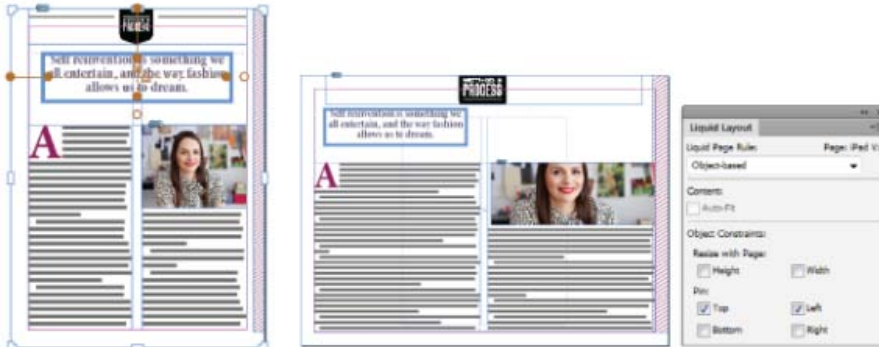 PROCESS
Self reinvention is something we
all entertain, and the way fashion
allows us to dream.
A
PROCESS
Self reinvention is something we
all entertain, and the way fashion
allows us to dream.
A
Liquid Layout
Liquid Page Rule: Page: iPad V:
Object-based
Content:
Auto-Fit
Object Constraints:
Resize with Page:
Height Width
Pin:
Top Left
Bottom Right